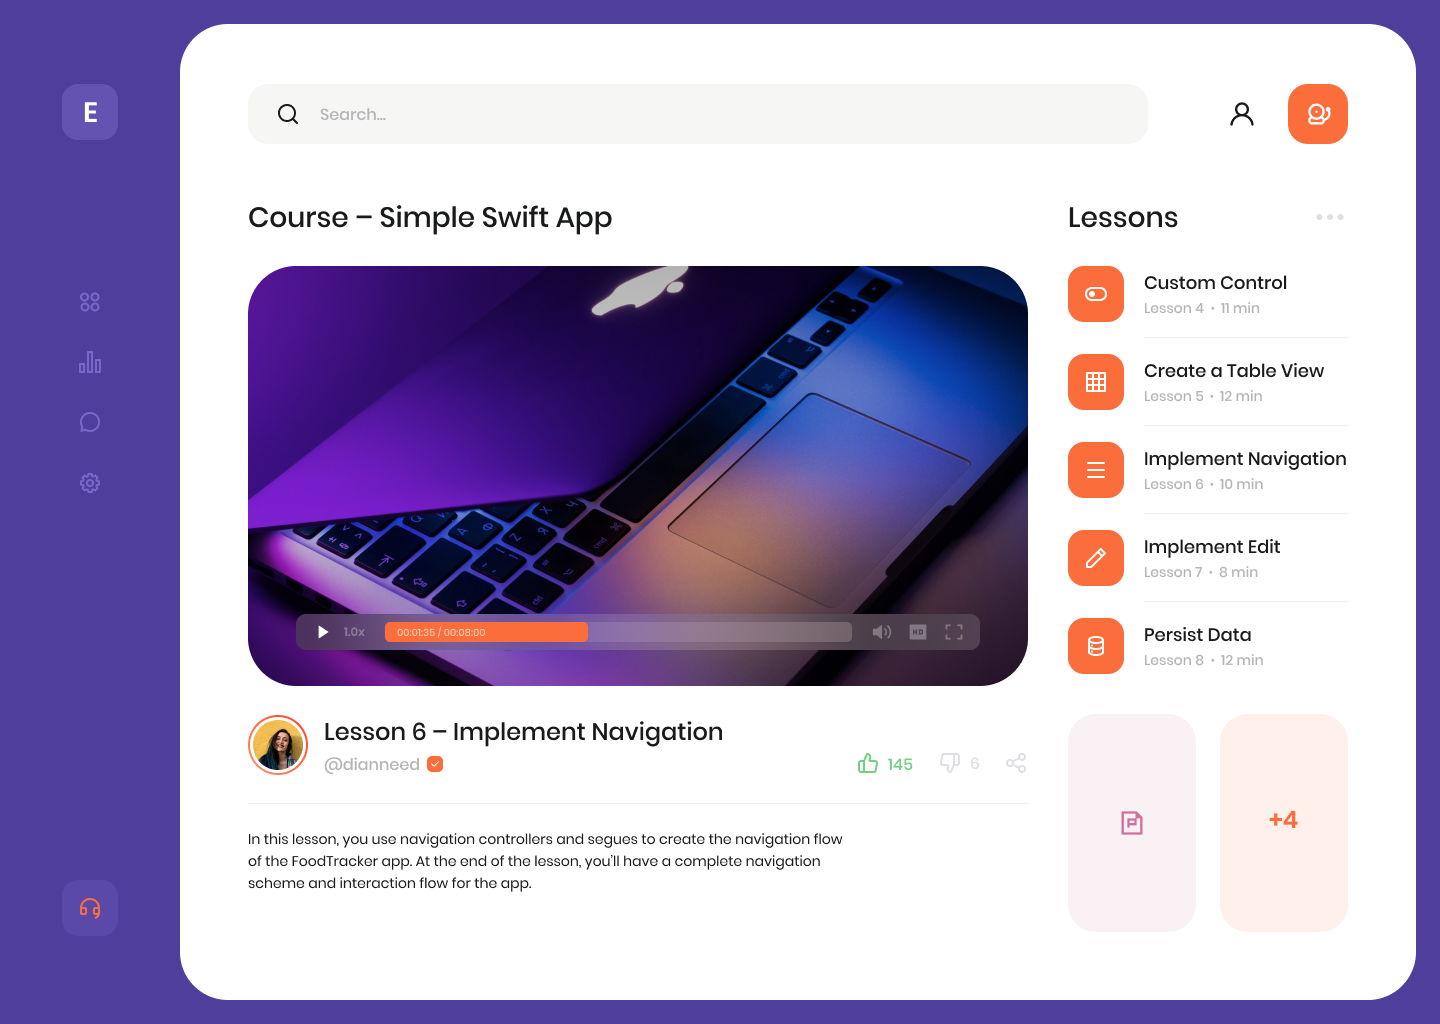 E
Search...
Course – Simple Swift App
1.0x
00:01:35 / 00:08:00
HD
Lesson 6 – Implement Navigation
@dianneed
145
6
In this lesson, you use navigation controllers and segues to create the navigation flow
of the FoodTracker app. At the end of the lesson, you'll have a complete navigation
scheme and interaction flow for the app.
Lessons
Custom Control
Lesson 4 • 11 min
Create a Table View
Lesson 5 • 12 min
Implement Navigation
Lesson 6 • 10 min
Implement Edit
Lesson 7 • 8 min
Persist Data
Lesson 8 • 12 min
P
+4